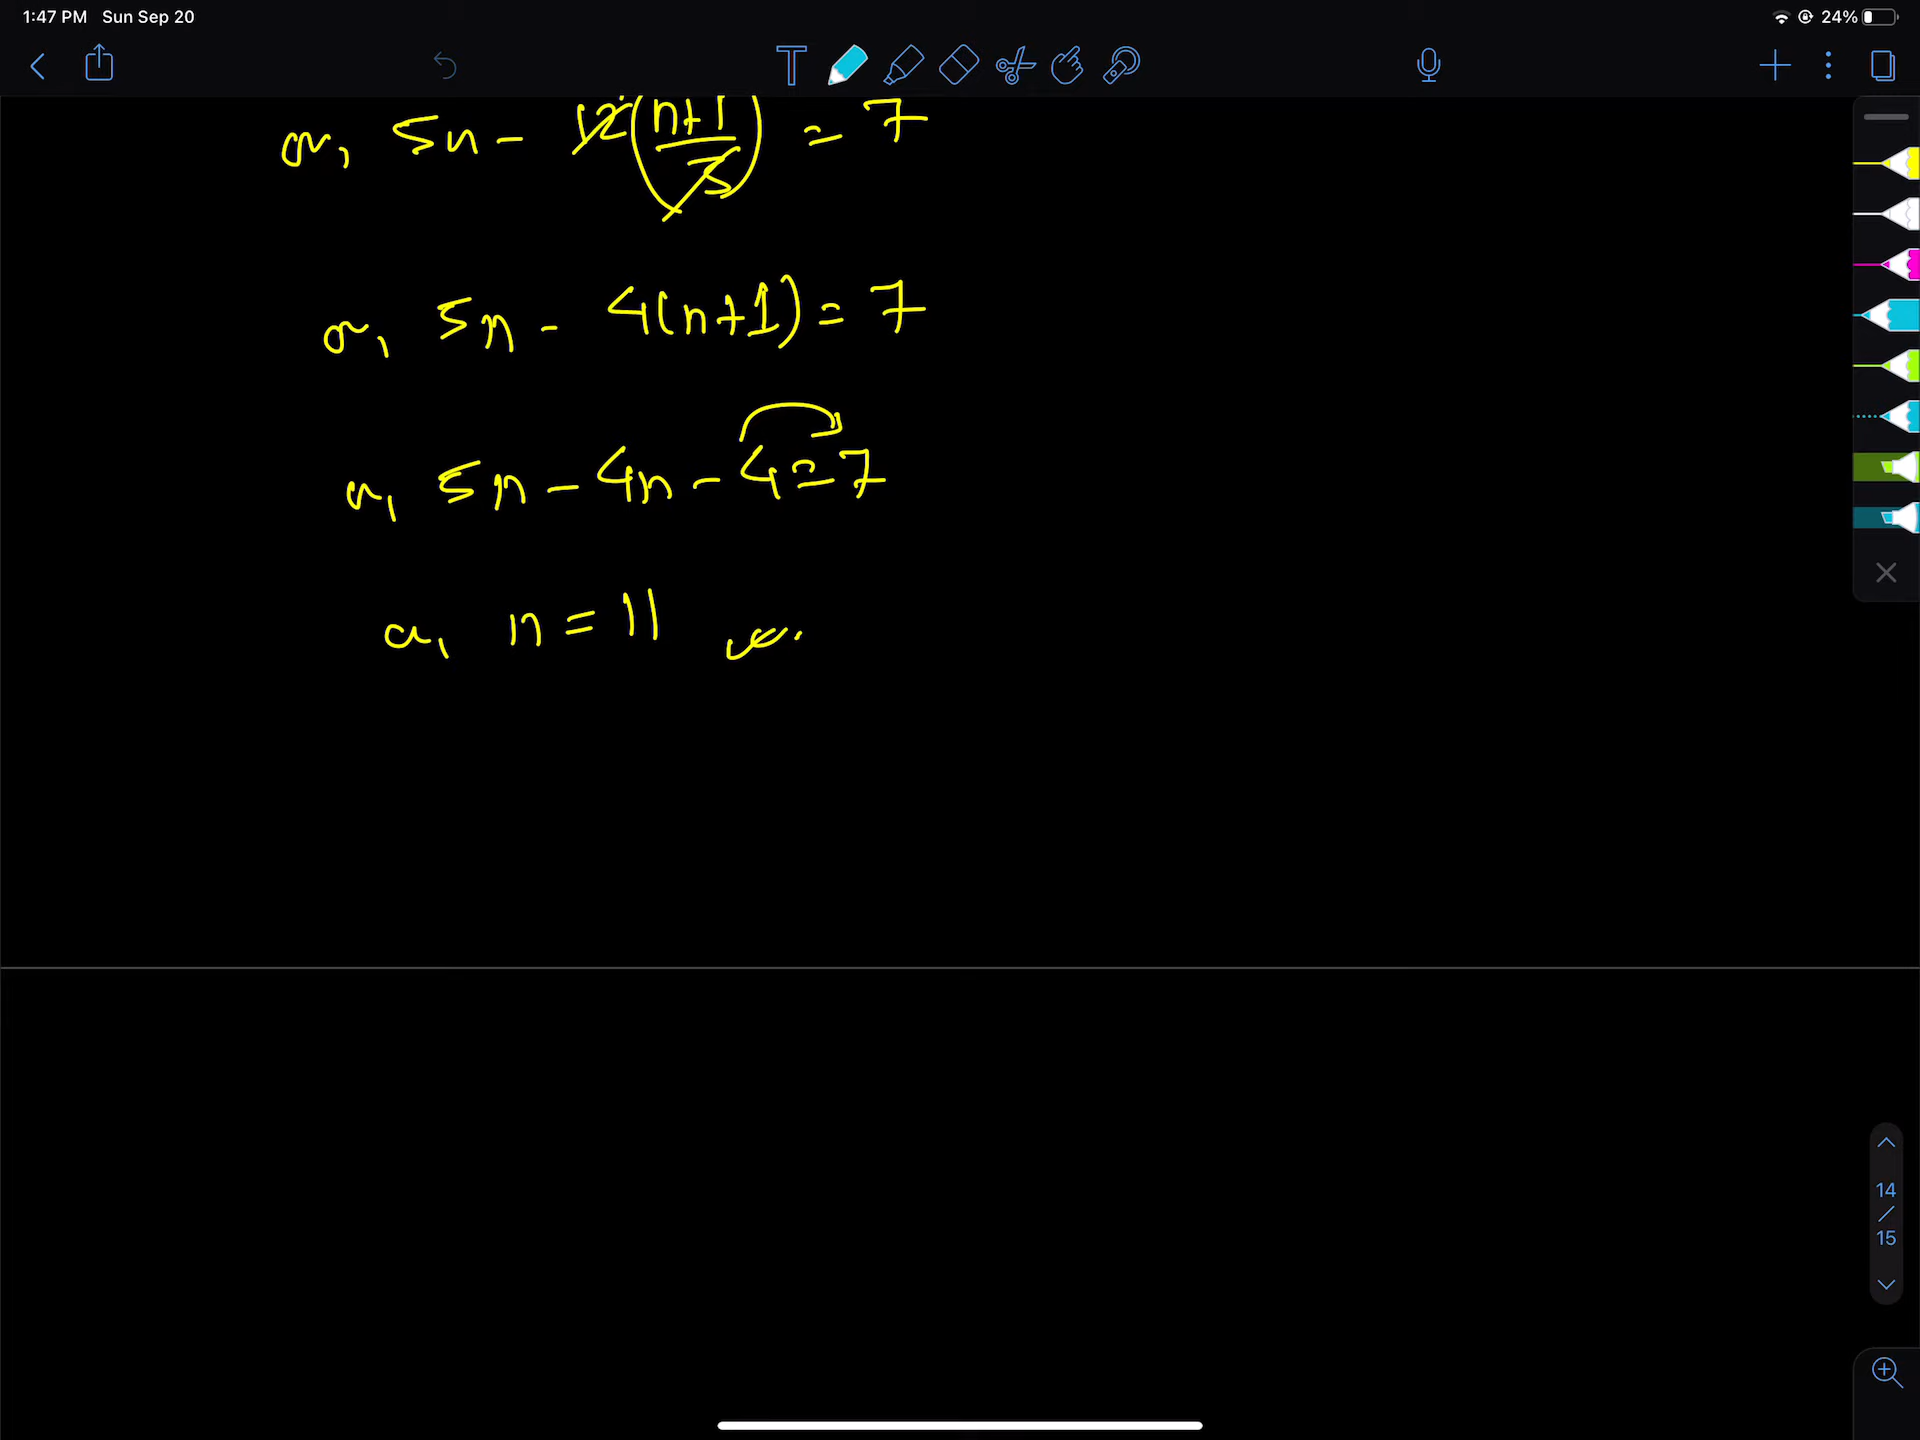 1:47 PM Sun Sep 20 24%
or, 5n - 12(n+1/3) = 7
or, 5n - 4(n+1) = 7
or, 5n - 4n - 4 = 7
or, n = 11
14
/
15